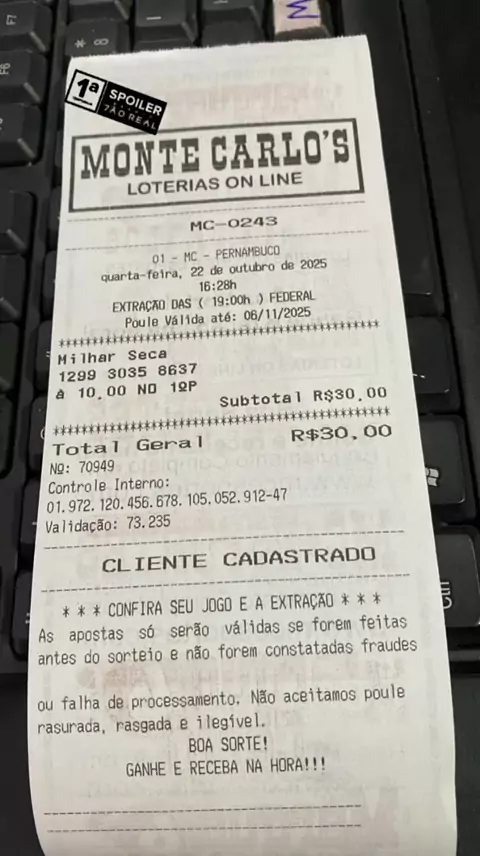 F7
F6
* 8
W
1ª
SPOILER
7ÃO REAL
MONTE CARLO'S
LOTERIAS ON LINE
MC-0243
01 - MC - PERNAMBUCO
quarta-feira, 22 de outubro de 2025
16:28h
EXTRAÇÃO DAS ( 19:00h ) FEDERAL
Poule Válida até: 06/11/2025
************************************************
Milhar Seca
1299 3035 8637
à 10,00 NO 1ºP
Subtotal R$30,00
************************************************
Total Geral R$30,00
Nº: 70949
Controle Interno:
01.972.120.456.678.105.052.912-47
Validação: 73.235
CLIENTE CADASTRADO
* * * CONFIRA SEU JOGO E A EXTRAÇÃO * * *
As apostas só serão válidas se forem feitas
antes do sorteio e não forem constatadas fraudes
ou falha de processamento. Não aceitamos poule
rasurada, rasgada e ilegível.
BOA SORTE!
GANHE E RECEBA NA HORA!!!
Ctrl